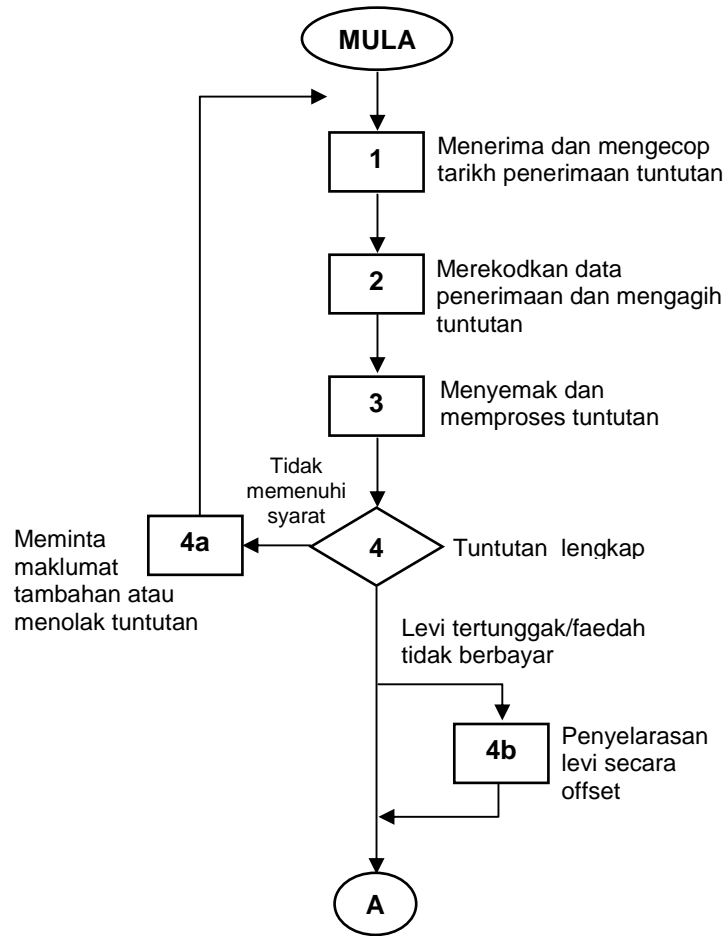 MULA
1
Menerima dan mengecop
tarikh penerimaan tuntutan
2
Merekodkan data
penerimaan dan mengagih
tuntutan
3
Menyemak dan
memproses tuntutan
Tidak
memenuhi
syarat
Meminta
maklumat
tambahan atau
menolak tuntutan
4a
4
Tuntutan lengkap
Levi tertunggak/faedah
tidak berbayar
4b
Penyelarasan
levi secara
offset
A